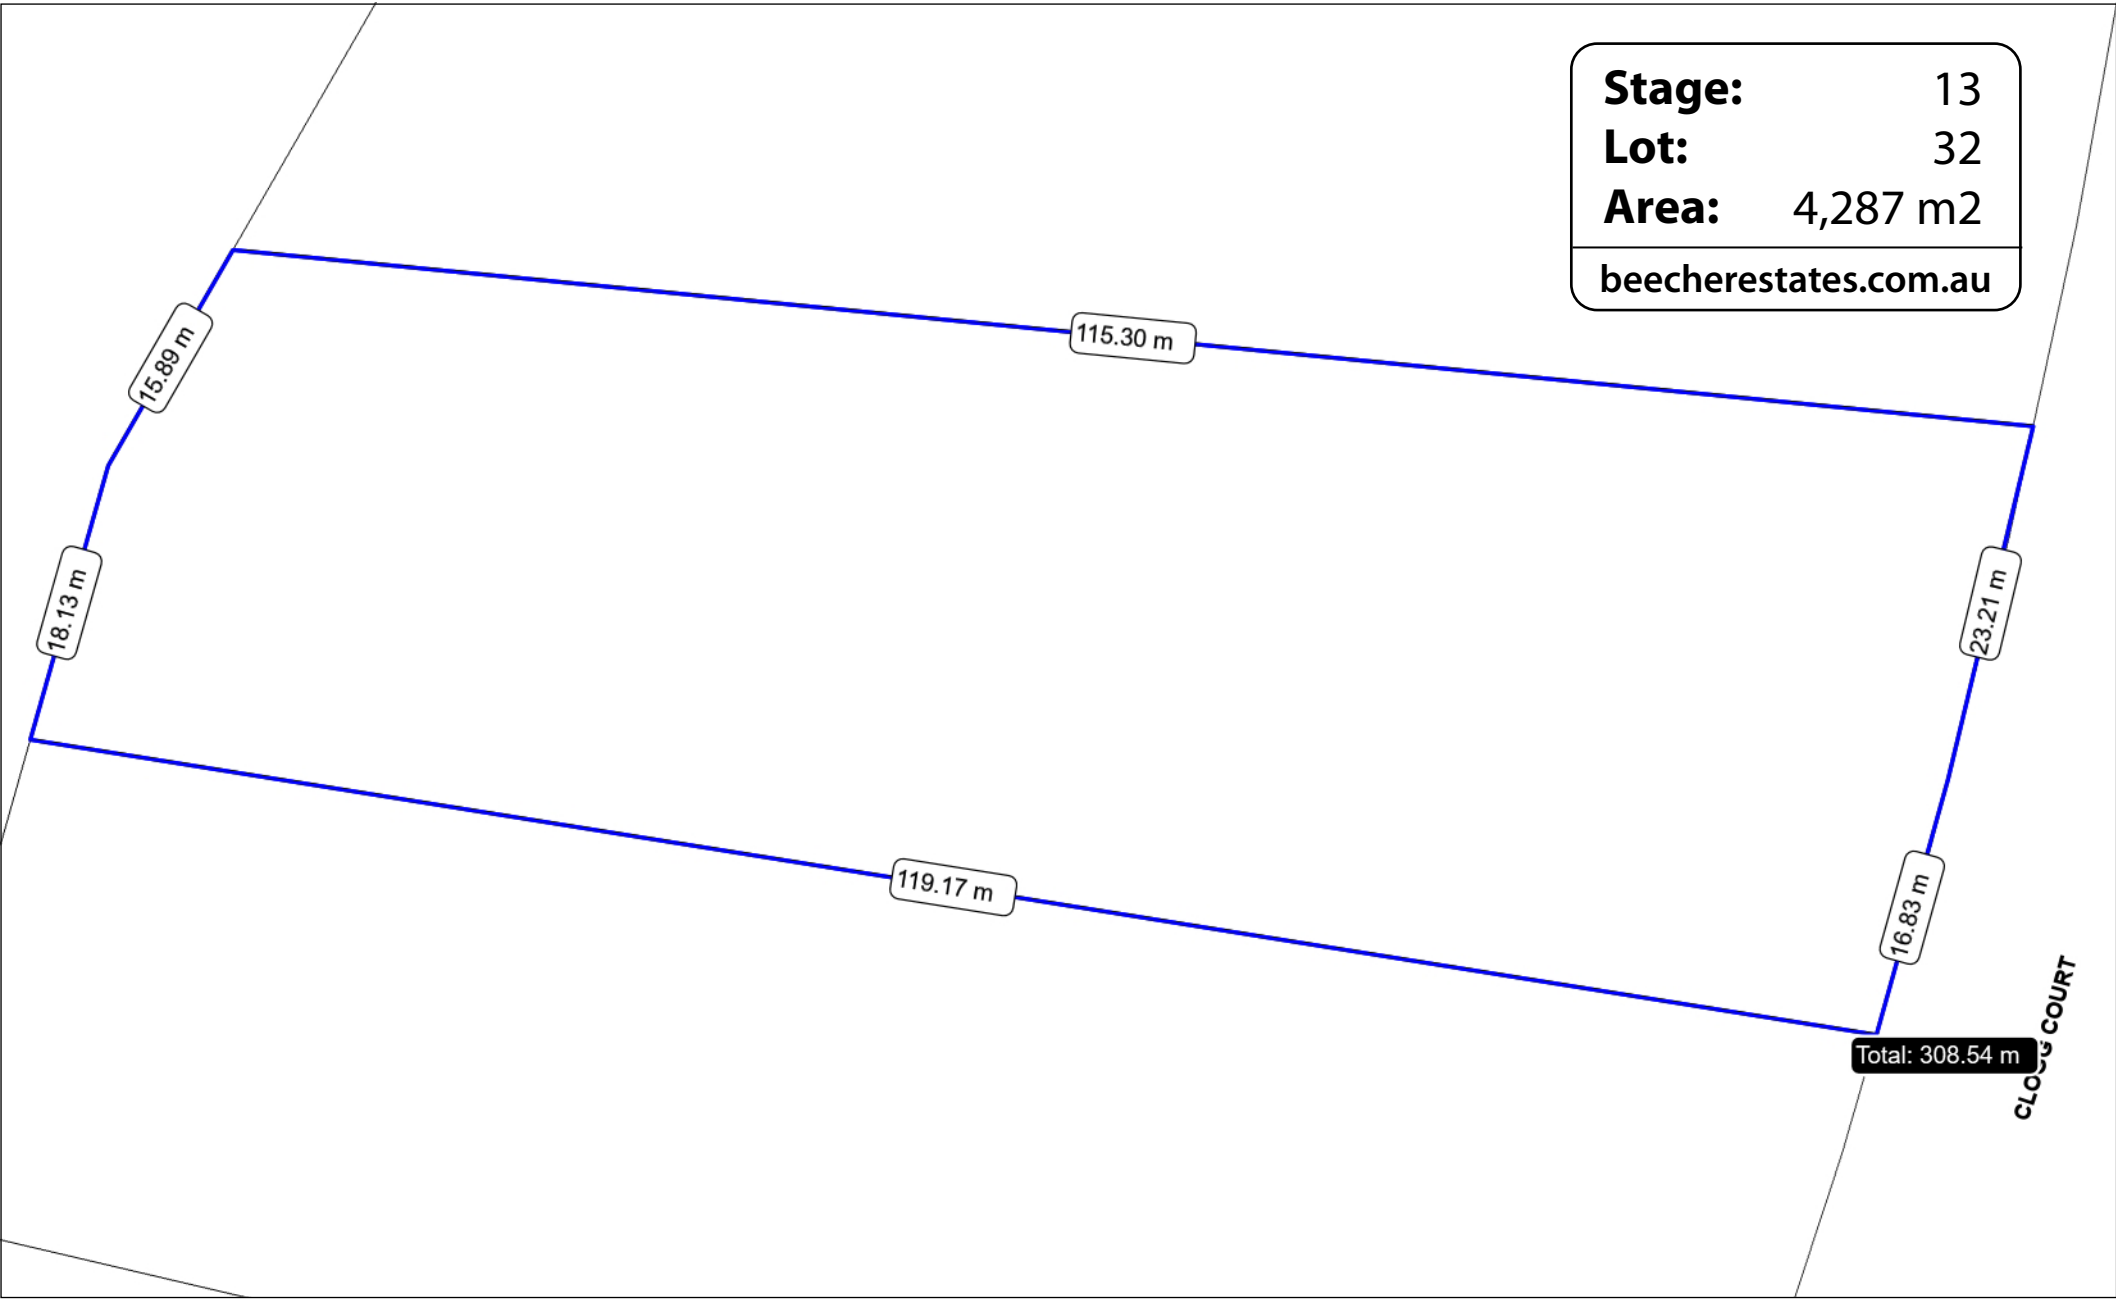 Stage: 13
Lot: 32
Area: 4,287 m2
beecherestates.com.au
115.30 m
15.89 m
18.13 m
23.21 m
119.17 m
16.83 m
Total: 308.54 m
COURT